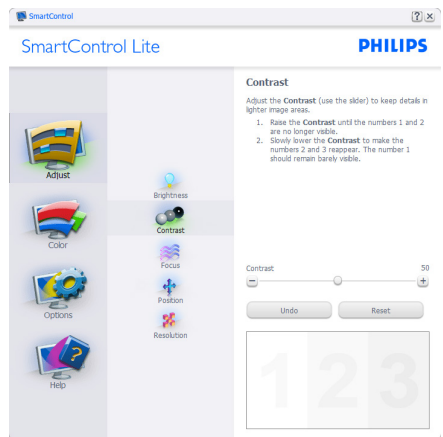 SmartControl
SmartControl Lite
PHILIPS
Adjust
Color
Options
Help
Brightness
Contrast
Focus
Position
Resolution
Contrast
Adjust the Contrast (use the slider) to keep details in
lighter image areas.
1. Raise the Contrast until the numbers 1 and 2
are no longer visible.
2. Slowly lower the Contrast to make the
numbers 2 and 3 reappear. The number 1
should remain barely visible.
Contrast 50
Undo Reset
1 2 3